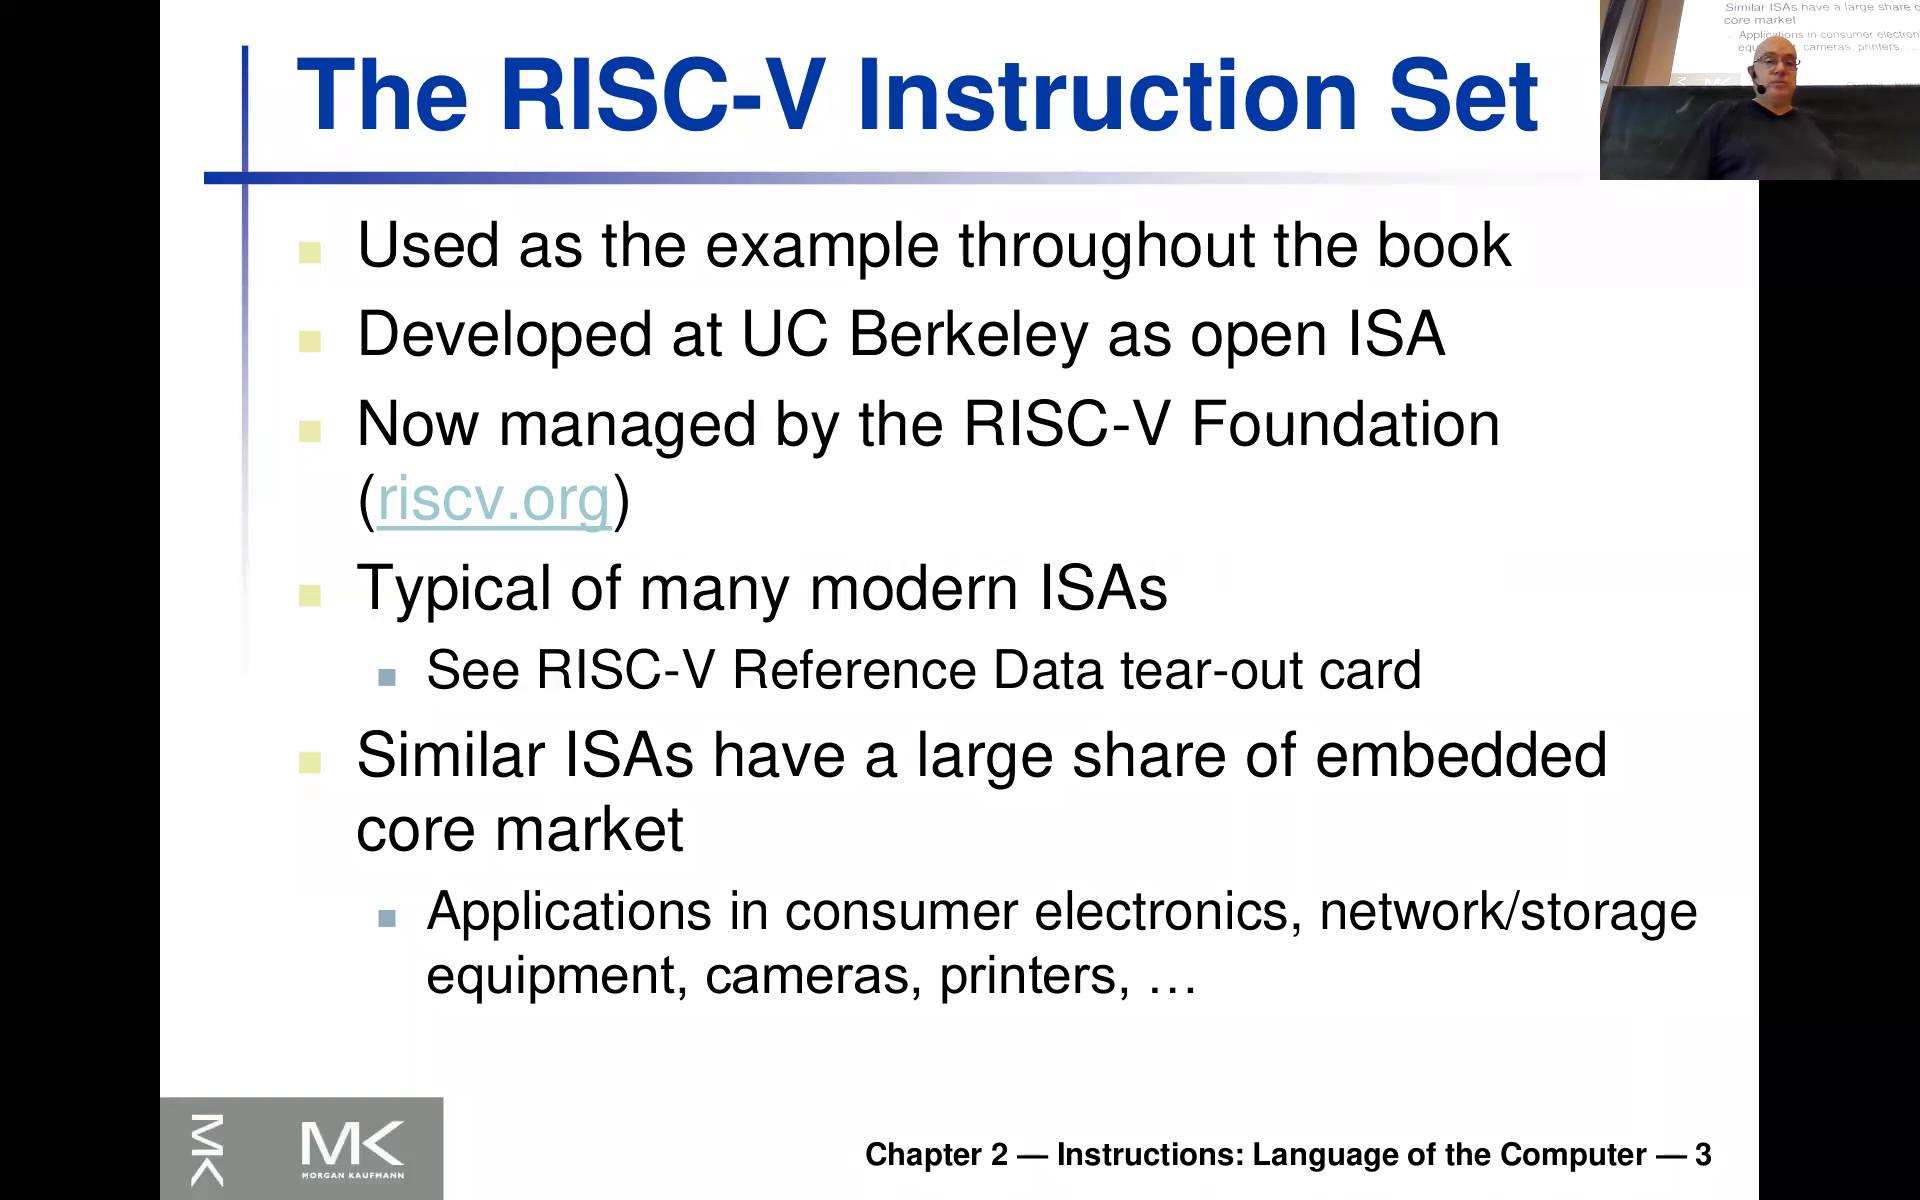 The RISC-V Instruction Set
Similar ISAs have a large share
core market
Applications in consumer electron
cameras, printers, …
Used as the example throughout the book
Developed at UC Berkeley as open ISA
Now managed by the RISC-V Foundation
(riscv.org)
Typical of many modern ISAs
See RISC-V Reference Data tear-out card
Similar ISAs have a large share of embedded
core market
Applications in consumer electronics, network/storage
equipment, cameras, printers, …
MK
MK
MORGAN KAUFMANN
Chapter 2 — Instructions: Language of the Computer — 3